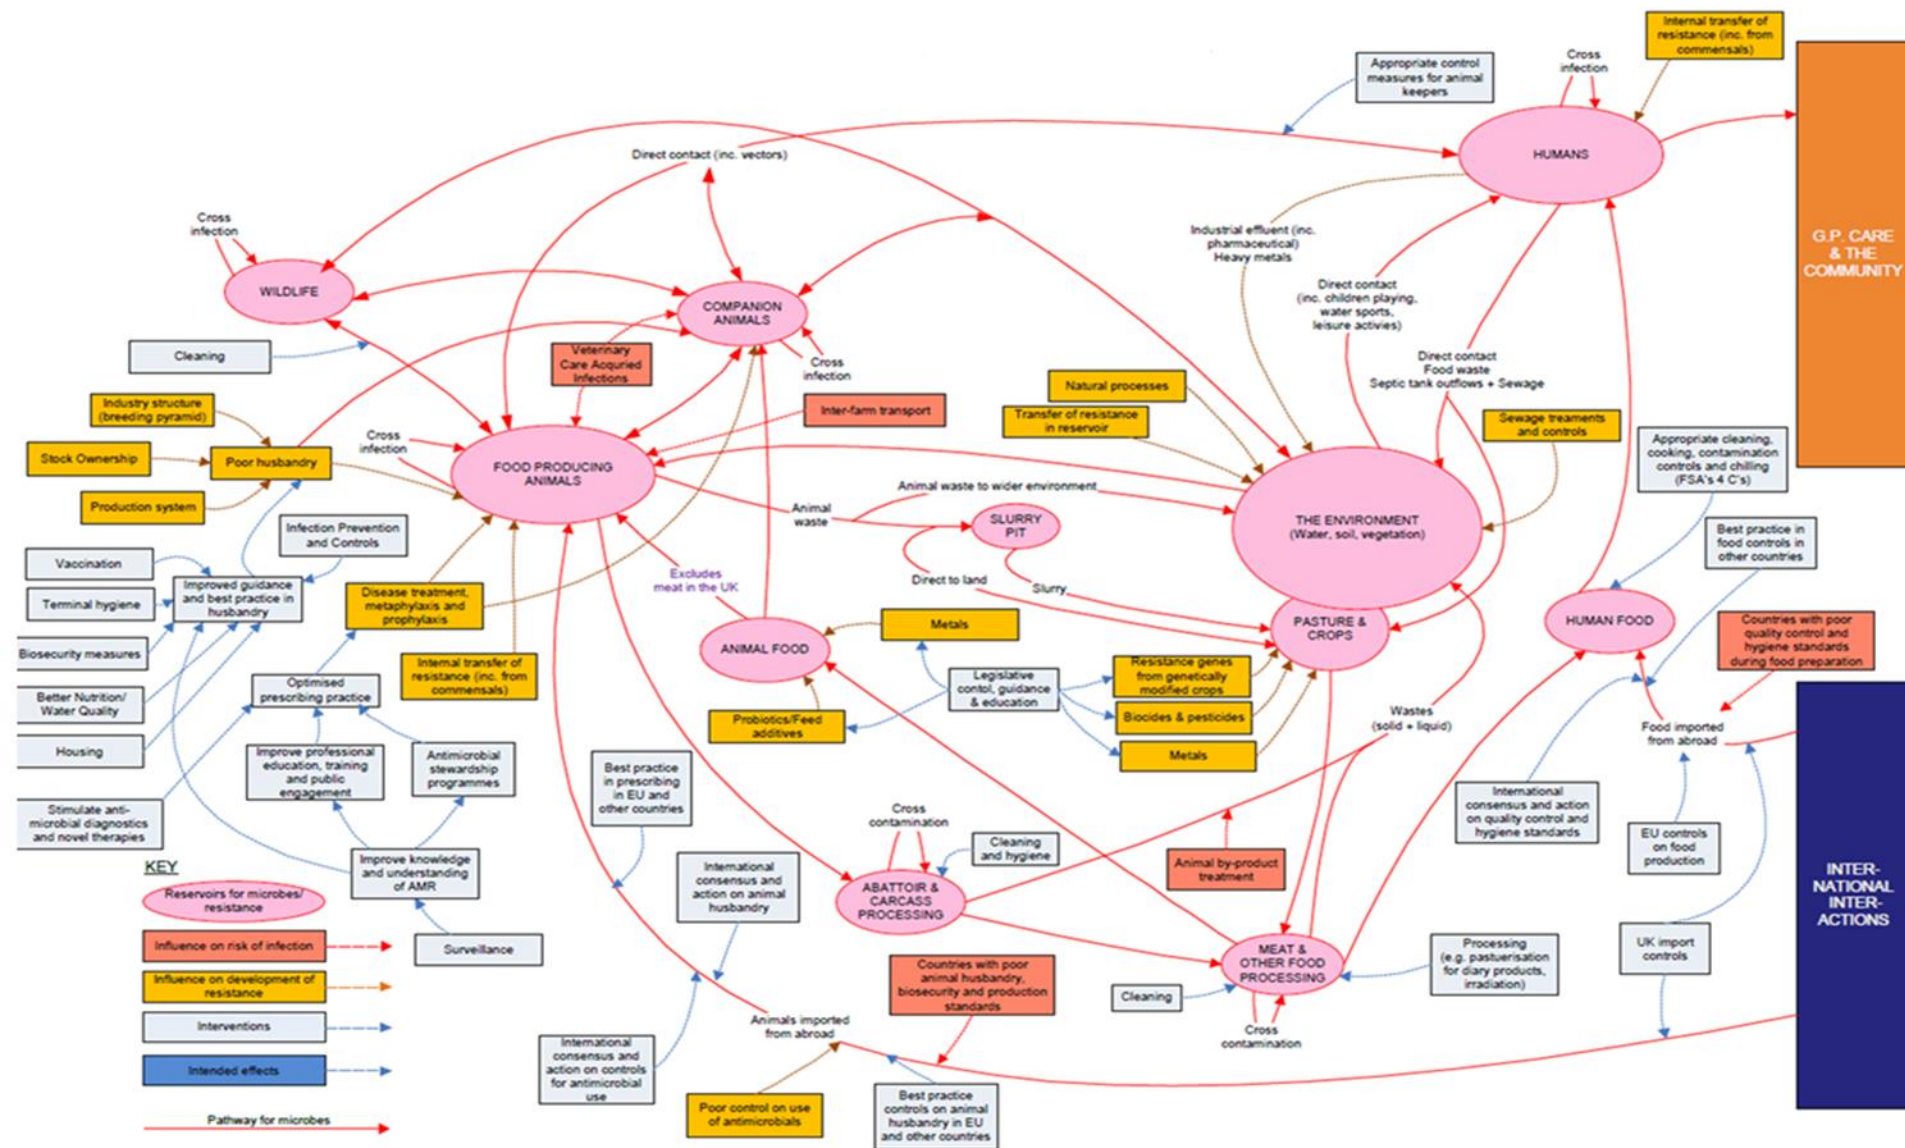 Internal transfer of
resistance (inc. from
commensals)
Cross
infection
Appropriate control
measures for animal
keepers
HUMANS
Direct contact (inc. vectors)
G.P. CARE
& THE
COMMUNITY
Cross
infection
WILDLIFE
Industrial effluent (inc.
pharmaceutical)
Heavy metals
COMPANION
ANIMALS
Direct contact
(inc. children playing,
water sports,
leisure activies)
Cleaning
Veterinary
Care Acquried
Infections
Cross
infection
Direct contact
Food waste
Septic tank outflows + Sewage
Natural processes
Industry structure
(breeding pyramid)
Inter-farm transport
Transfer of resistance
in reservoir
Sewage treaments
and controls
Cross
infection
Appropriate cleaning,
cooking, contamination
controls and chilling
(FSA's 4 C's)
Stock Ownership
Poor husbandry
FOOD PRODUCING
ANIMALS
Production system
Animal waste to wider environment
Animal
waste
SLURRY
PIT
THE ENVIRONMENT
(Water, soil, vegetation)
Best practice in
food controls in
other countries
Infection Prevention
and Controls
Vaccination
Improved guidance
and best practice in
husbandry
Terminal hygiene
Disease treatment,
metaphylaxis and
prophylaxis
Excludes
meat in the UK
Direct to land
Slurry
PASTURE &
CROPS
HUMAN FOOD
Metals
ANIMAL FOOD
Countries with poor
quality control and
hygiene standards
during food preparation
Biosecurity measures
Internal transfer of
resistance (inc. from
commensals)
Better Nutrition/
Water Quality
Optimised
prescribing practice
Legislative
contol, guidance
& education
Resistance genes
from genetically
modified crops
Biocides & pesticides
Metals
Probiotics/Feed
additives
Wastes
(solid + liquid)
Food imported
from abroad
Housing
Improve professional
education, training
and public
engagement
Antimicrobial
stewardship
programmes
Best practice
in prescribing
in EU and
other countries
Stimulate anti-
microbial diagnostics
and novel therapies
International
consensus and action
on quality control and
hygiene standards
EU controls
on food
production
Cross
contamination
Cleaning
and hygiene
Animal by-product
treatment
KEY
Improve knowledge
and understanding
of AMR
International
consensus and
action on animal
husbandry
ABATTOIR &
CARCASS
PROCESSING
INTER-
NATIONAL
INTER-
ACTIONS
Reservoirs for microbes/
resistance
Influence on risk of infection
Surveillance
Influence on development of
resistance
Interventions
Intended effects
Pathway for microbes
Countries with poor
animal husbandry,
biosecurity and production
standards
MEAT &
OTHER FOOD
PROCESSING
Cleaning
Processing
(e.g. pastuerisation
for diary products,
irradiation)
UK import
controls
Cross
contamination
Animals imported
from abroad
International
consensus and
action on controls
for antimicrobial
use
Poor control on use
of antimicrobials
Best practice
controls on animal
husbandry in EU
and other countries